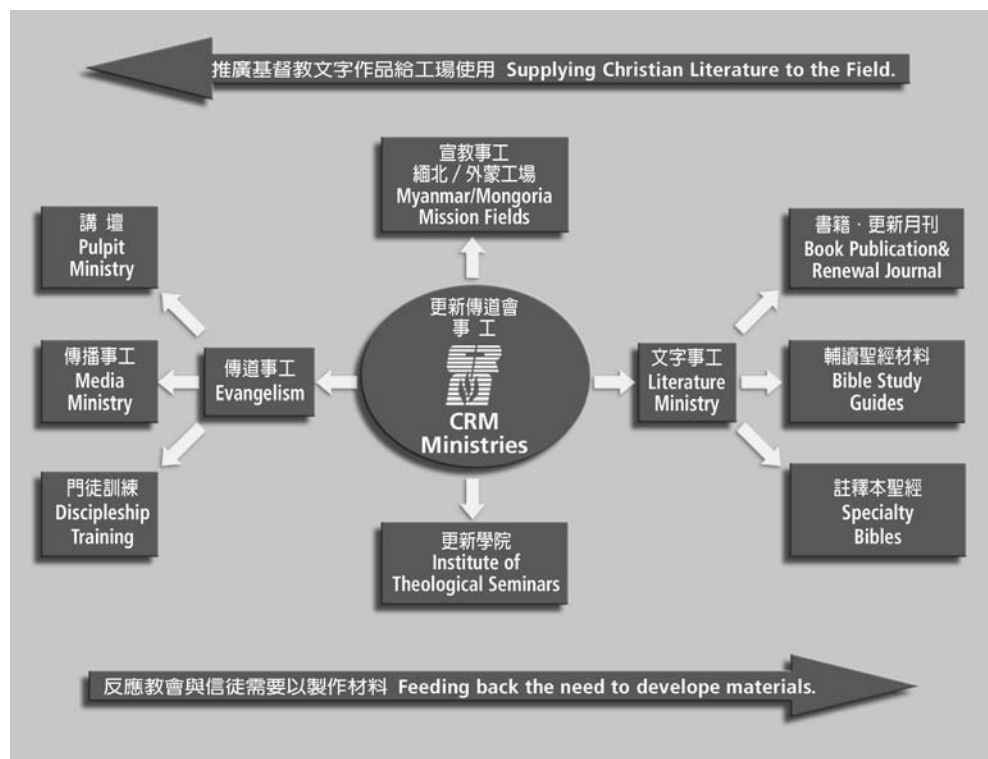 推廣基督教文字作品給工場使用 Supplying Christian Literature to the Field.
宣教事工
緬北 / 外蒙工場
Myanmar/Mongoria
Mission Fields
講 壇
Pulpit
Ministry
書籍．更新月刊
Book Publication&
Renewal Journal
更新傳道會
事 工
CRM
Ministries
傳播事工
Media
Ministry
傳道事工
Evangelism
文字事工
Literature
Ministry
輔讀聖經材料
Bible Study
Guides
門徒訓練
Discipleship
Training
註釋本聖經
Specialty
Bibles
更新學院
Institute of
Theological Seminars
反應教會與信徒需要以製作材料 Feeding back the need to develope materials.